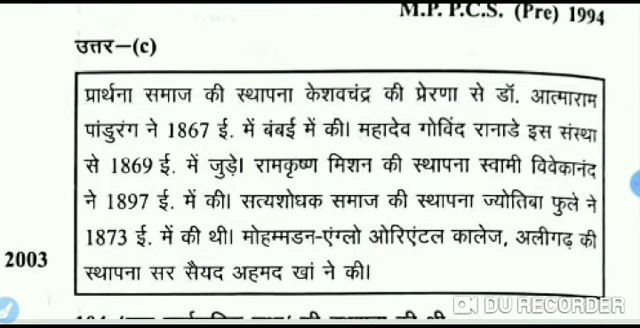 M.P. P.C.S. (Pre) 1994
उत्तर–(c)
प्रार्थना समाज की स्थापना केशवचंद्र की प्रेरणा से डॉ. आत्माराम
पांडुरंग ने 1867 ई. में बंबई में की। महादेव गोविंद रानाडे इस संस्था
से 1869 ई. में जुड़े। रामकृष्ण मिशन की स्थापना स्वामी विवेकानंद
ने 1897 ई. में की। सत्यशोधक समाज की स्थापना ज्योतिबा फुले ने
1873 ई. में की थी। मोहम्मडन-एंग्लो ओरिएंटल कालेज, अलीगढ़ की
2003
स्थापना सर सैयद अहमद खां ने की।
DU RECORDER